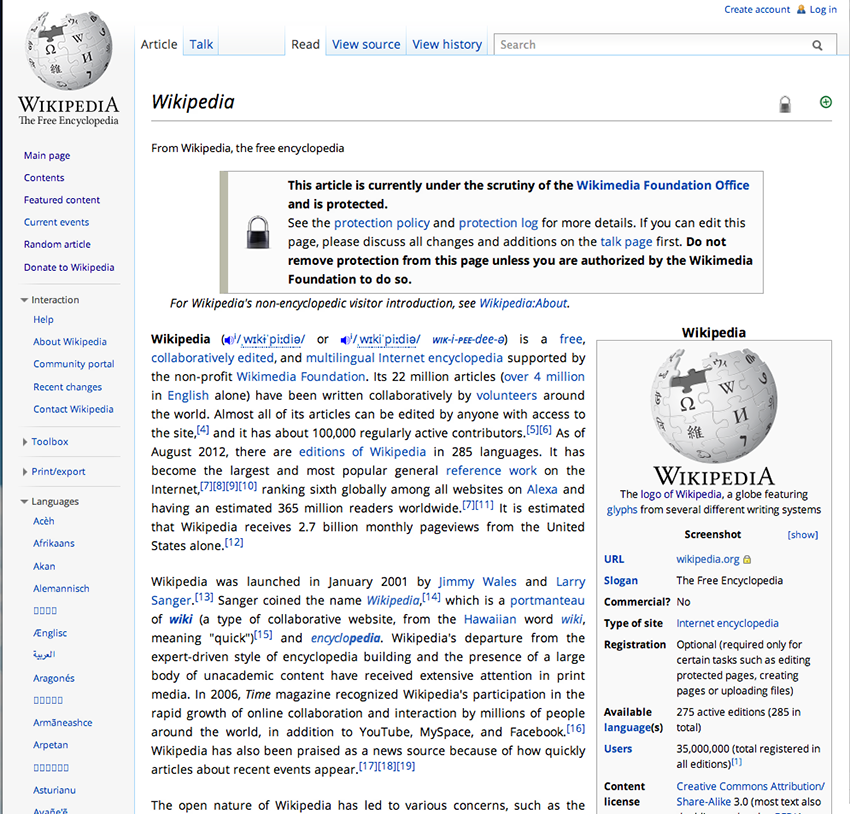 Create account Log in
WIKIPEDIA
The Free Encyclopedia
Article Talk Read View source View history Search
Main page
Contents
Featured content
Current events
Random article
Donate to Wikipedia
Interaction
Help
About Wikipedia
Community portal
Recent changes
Contact Wikipedia
Toolbox
Print/export
Languages
Acèh
Afrikaans
Akan
Alemannisch
Ænglisc
العربية
Aragonés
Armãneashce
Arpetan
Asturianu
Avañe'ẽ
Wikipedia
From Wikipedia, the free encyclopedia
This article is currently under the scrutiny of the Wikimedia Foundation Office
and is protected.
See the protection policy and protection log for more details. If you can edit this
page, please discuss all changes and additions on the talk page first. Do not
remove protection from this page unless you are authorized by the Wikimedia
Foundation to do so.
For Wikipedia's non-encyclopedic visitor introduction, see Wikipedia:About.
Wikipedia (i/ˌwɪkɨˈpiːdiə/ or i/ˌwɪkiˈpiːdiə/ WIK-i-PEE-dee-ə) is a free,
collaboratively edited, and multilingual Internet encyclopedia supported by
the non-profit Wikimedia Foundation. Its 22 million articles (over 4 million
in English alone) have been written collaboratively by volunteers around
the world. Almost all of its articles can be edited by anyone with access to
the site,[4] and it has about 100,000 regularly active contributors.[5][6] As of
August 2012, there are editions of Wikipedia in 285 languages. It has
become the largest and most popular general reference work on the
Internet,[7][8][9][10] ranking sixth globally among all websites on Alexa and
having an estimated 365 million readers worldwide.[7][11] It is estimated
that Wikipedia receives 2.7 billion monthly pageviews from the United
States alone.[12]
Wikipedia was launched in January 2001 by Jimmy Wales and Larry
Sanger.[13] Sanger coined the name Wikipedia,[14] which is a portmanteau
of wiki (a type of collaborative website, from the Hawaiian word wiki,
meaning "quick")[15] and encyclopedia. Wikipedia's departure from the
expert-driven style of encyclopedia building and the presence of a large
body of unacademic content have received extensive attention in print
media. In 2006, Time magazine recognized Wikipedia's participation in the
rapid growth of online collaboration and interaction by millions of people
around the world, in addition to YouTube, MySpace, and Facebook.[16]
Wikipedia has also been praised as a news source because of how quickly
articles about recent events appear.[17][18][19]
The open nature of Wikipedia has led to various concerns, such as the
Wikipedia
Ω W И 維
WIKIPEDIA
The logo of Wikipedia, a globe featuring
glyphs from several different writing systems
Screenshot [show]
URL wikipedia.org
Slogan The Free Encyclopedia
Commercial? No
Type of site Internet encyclopedia
Registration Optional (required only for
certain tasks such as editing
protected pages, creating
pages or uploading files)
Available 275 active editions (285 in
language(s) total)
Users 35,000,000 (total registered in
all editions)[1]
Content Creative Commons Attribution/
license Share-Alike 3.0 (most text also